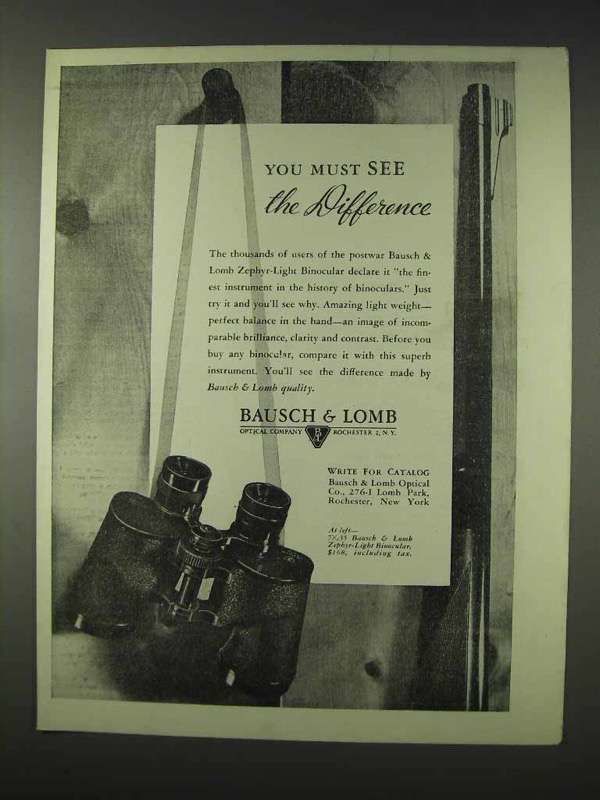 YOU MUST SEE
the Difference
The thousands of users of the postwar Bausch &
Lomb Zephyr-Light Binocular declare it "the fin-
est instrument in the history of binoculars." Just
try it and you'll see why. Amazing light weight—
perfect balance in the hand—an image of incom-
parable brilliance, clarity and contrast. Before you
buy any binocular, compare it with this superb
instrument. You'll see the difference made by
Bausch & Lomb quality.
BAUSCH & LOMB
OPTICAL COMPANY ROCHESTER 2, N.Y.
WRITE FOR CATALOG
Bausch & Lomb Optical
Co., 276-I Lomb Park,
Rochester, New York
At left—
7X,35 Bausch & Lomb
Zephyr-Light Binocular,
including tax.